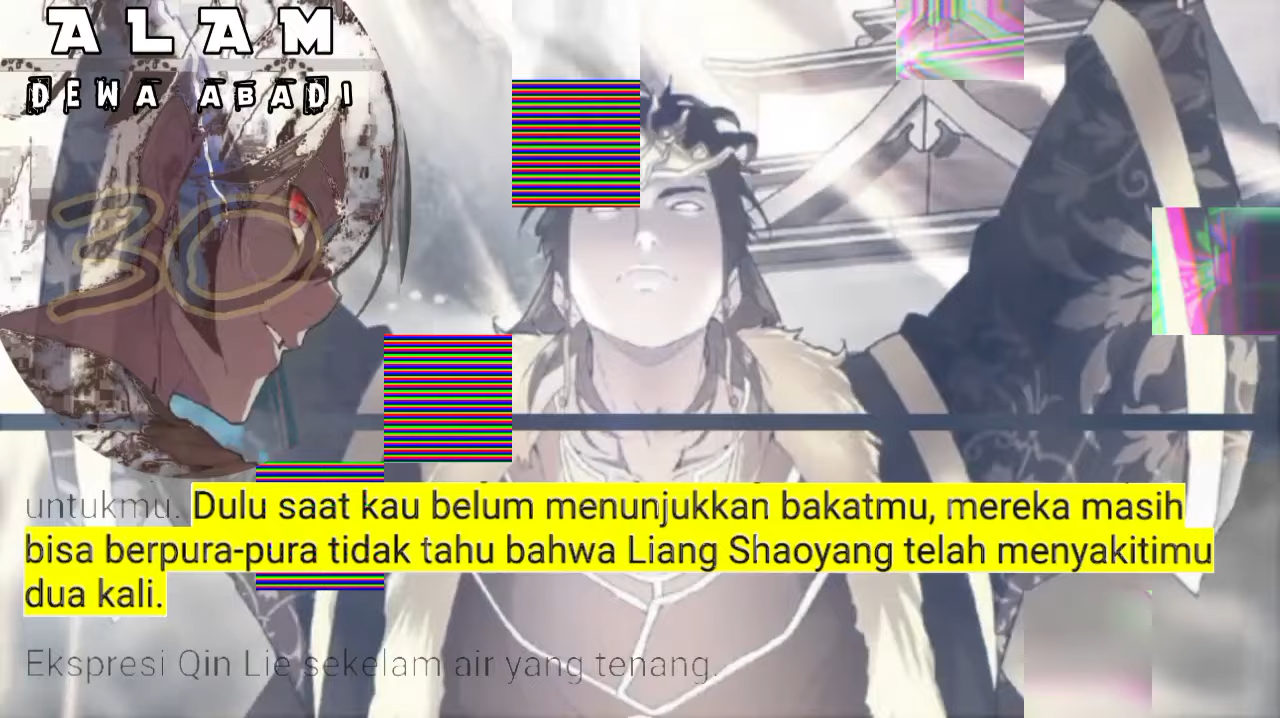 ALAM
DEWA ABADI
30
untukmu. Dulu saat kau belum menunjukkan bakatmu, mereka masih
bisa berpura-pura tidak tahu bahwa Liang Shaoyang telah menyakitimu
dua kali.
Ekspresi Qin Lie sekelam air yang tenang.